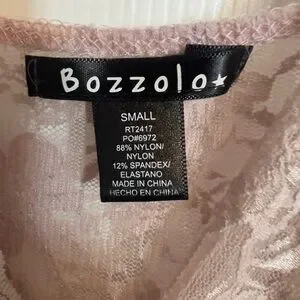 Bozzolo★
SMALL
RT2417
PO#6972
88% NYLON/
NYLON
12% SPANDEX/
ELASTANO
MADE IN CHINA
HECHO EN CHINA